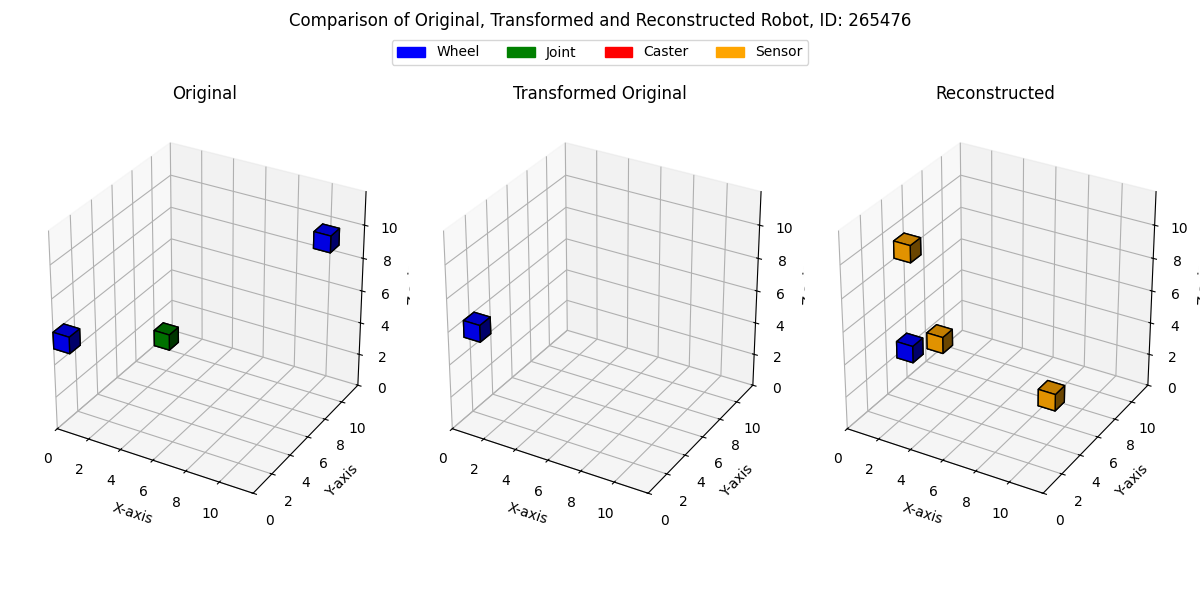 Comparison of Original, Transformed and Reconstructed Robot, ID: 265476
Wheel Joint Caster Sensor
Original
Transformed Original
Reconstructed
0 2 4 6 8 10
X-axis
0 2 4 6 8 10
Y-axis
0 2 4 6 8 10
0 2 4 6 8 10
X-axis
0 2 4 6 8 10
Y-axis
0 2 4 6 8 10
0 2 4 6 8 10
X-axis
0 2 4 6 8 10
Y-axis
0 2 4 6 8 10